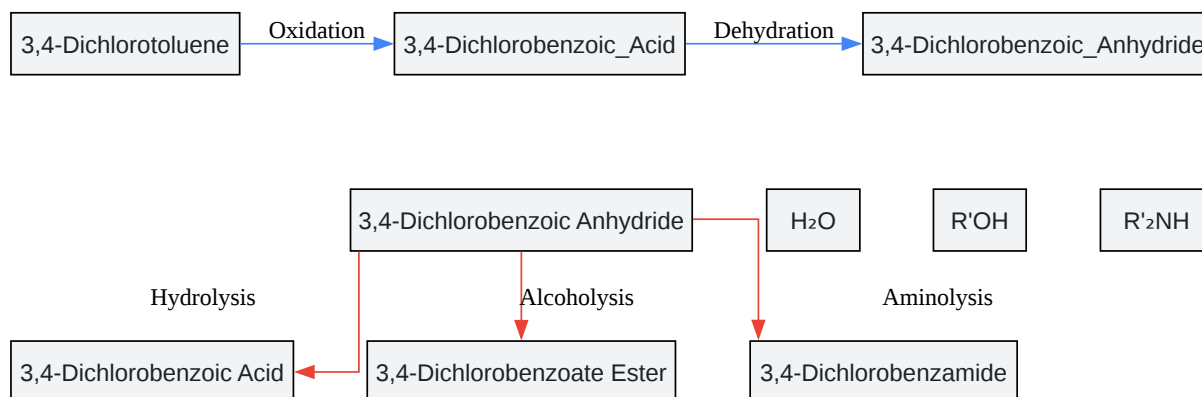 3,4-Dichlorotoluene
Oxidation
3,4-Dichlorobenzoic_Acid
Dehydration
3,4-Dichlorobenzoic_Anhydride
3,4-Dichlorobenzoic Anhydride
H₂O
R'OH
R'₂NH
Hydrolysis
Alcoholysis
Aminolysis
3,4-Dichlorobenzoic Acid
3,4-Dichlorobenzoate Ester
3,4-Dichlorobenzamide